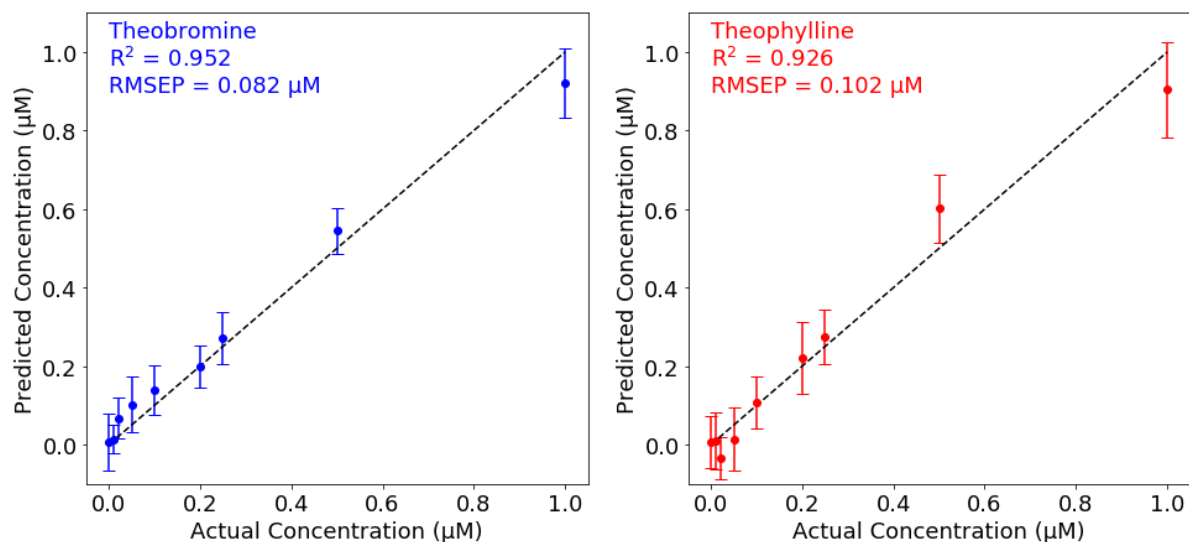 Theobromine
R² = 0.952
RMSEP = 0.082 μM
Predicted Concentration (μM)
1.0
0.8
0.6
0.4
0.2
0.0
0.0 0.2 0.4 0.6 0.8 1.0
Actual Concentration (μM)
Theophylline
R² = 0.926
RMSEP = 0.102 μM
Predicted Concentration (μM)
1.0
0.8
0.6
0.4
0.2
0.0
0.0 0.2 0.4 0.6 0.8 1.0
Actual Concentration (μM)